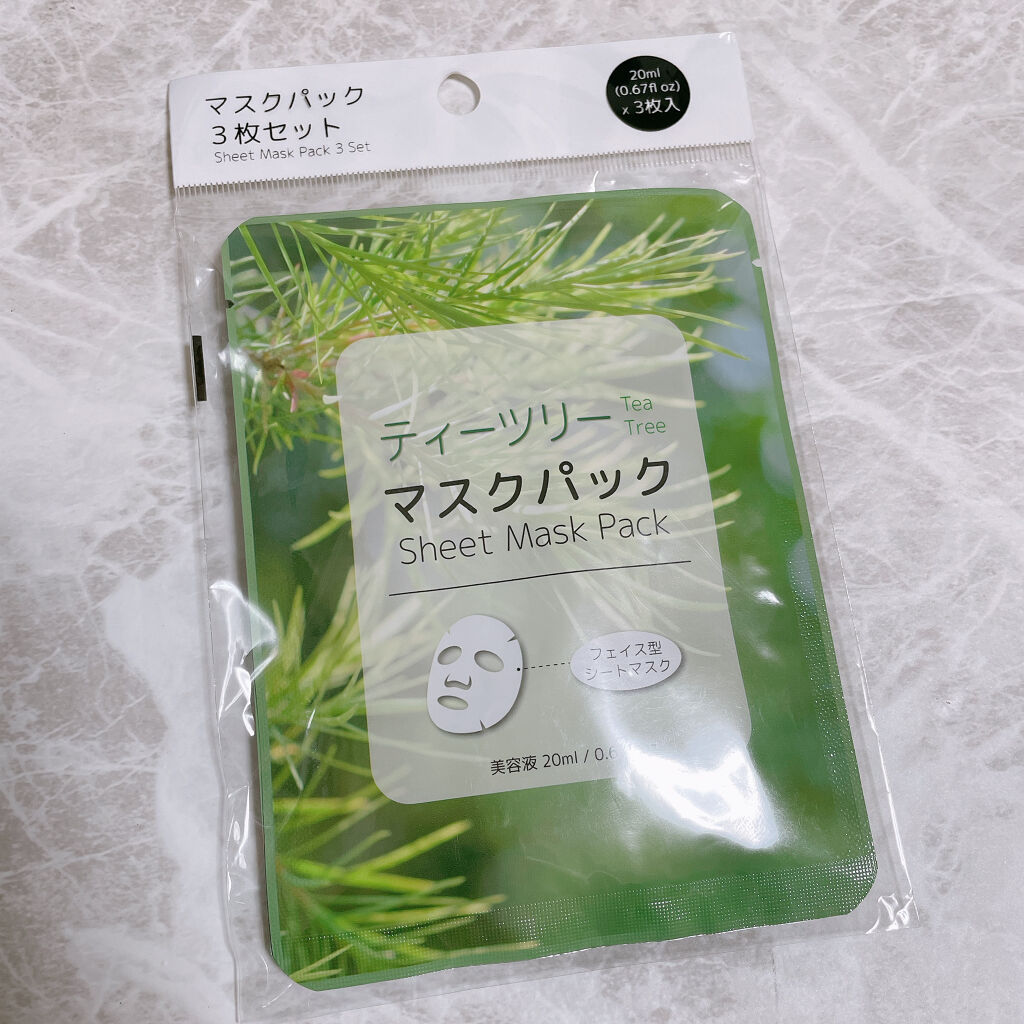 マスクパック
3枚セット
Sheet Mask Pack 3 Set
20ml
(0.67fl oz)
x 3枚入
ティーツリー
Tea
Tree
マスクパック
Sheet Mask Pack
フェイス型
シートマスク
美容液 20ml / 0.6